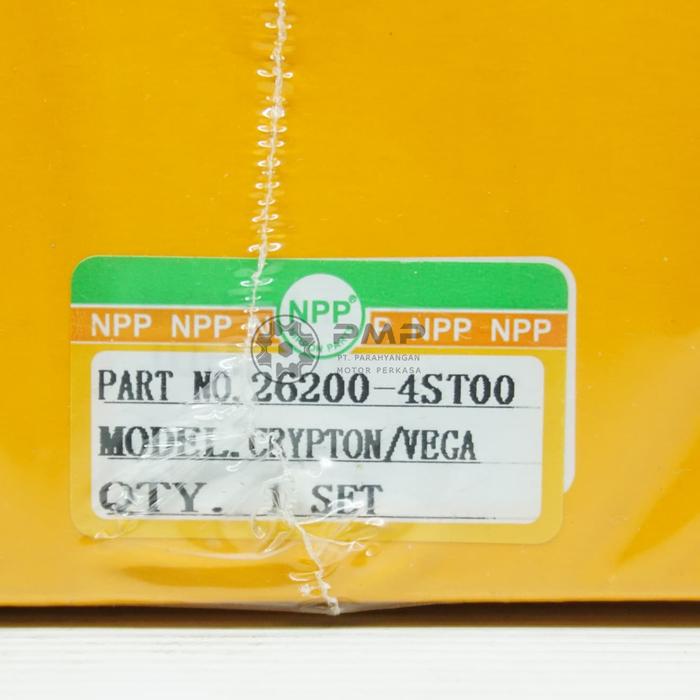 NPP®
NPP NPP NPP NPP
PMP
PT. PARAHYANGAN
MOTOR PERKASA
PART NO. 26200-4ST00
MODEL. CRYPTON/VEGA
QTY. 1 SET